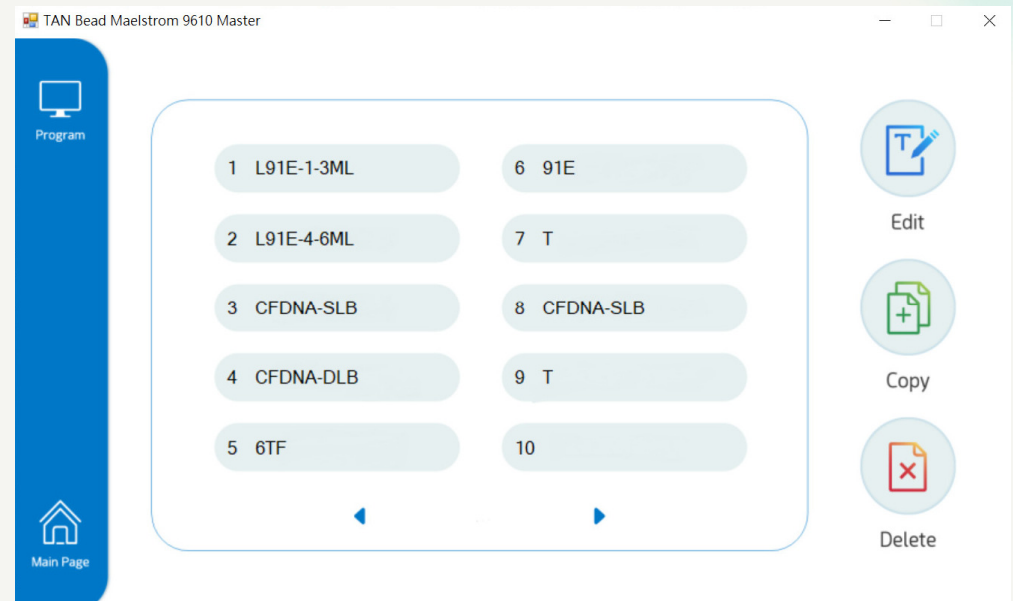 TAN Bead Maelstrom 9610 Master
Program
1 L91E-1-3ML
2 L91E-4-6ML
3 CFDNA-SLB
4 CFDNA-DLB
5 6TF
6 91E
7 T
8 CFDNA-SLB
9 T
10
T
Edit
Copy
Delete
Main Page